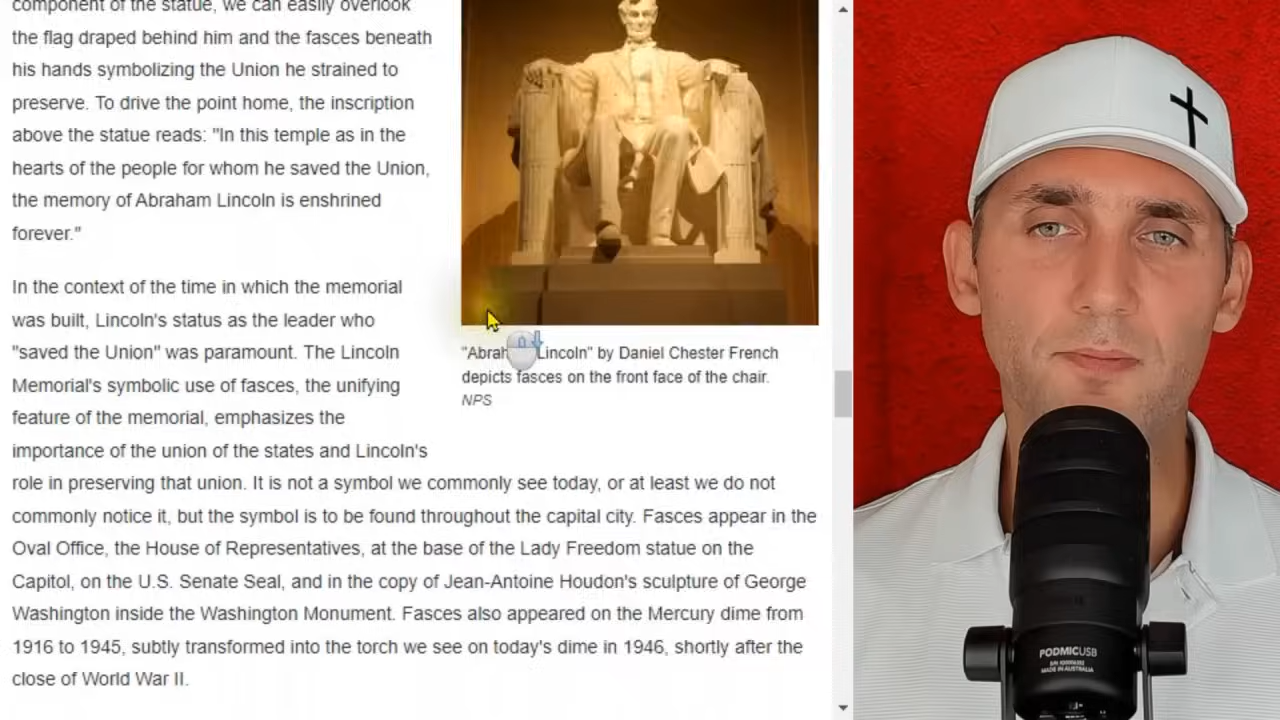 component of the statue, we can easily overlook
the flag draped behind him and the fasces beneath
his hands symbolizing the Union he strained to
preserve. To drive the point home, the inscription
above the statue reads: "In this temple as in the
hearts of the people for whom he saved the Union,
the memory of Abraham Lincoln is enshrined
forever."
In the context of the time in which the memorial
was built, Lincoln's status as the leader who
"saved the Union" was paramount. The Lincoln
Memorial's symbolic use of fasces, the unifying
feature of the memorial, emphasizes the
importance of the union of the states and Lincoln's
role in preserving that union. It is not a symbol we commonly see today, or at least we do not
commonly notice it, but the symbol is to be found throughout the capital city. Fasces appear in the
Oval Office, the House of Representatives, at the base of the Lady Freedom statue on the
Capitol, on the U.S. Senate Seal, and in the copy of Jean-Antoine Houdon's sculpture of George
Washington inside the Washington Monument. Fasces also appeared on the Mercury dime from
1916 to 1945, subtly transformed into the torch we see on today's dime in 1946, shortly after the
close of World War II.
"Abrah Lincoln" by Daniel Chester French
depicts fasces on the front face of the chair.
NPS
PODMICUSB
MADE IN AUSTRALIA